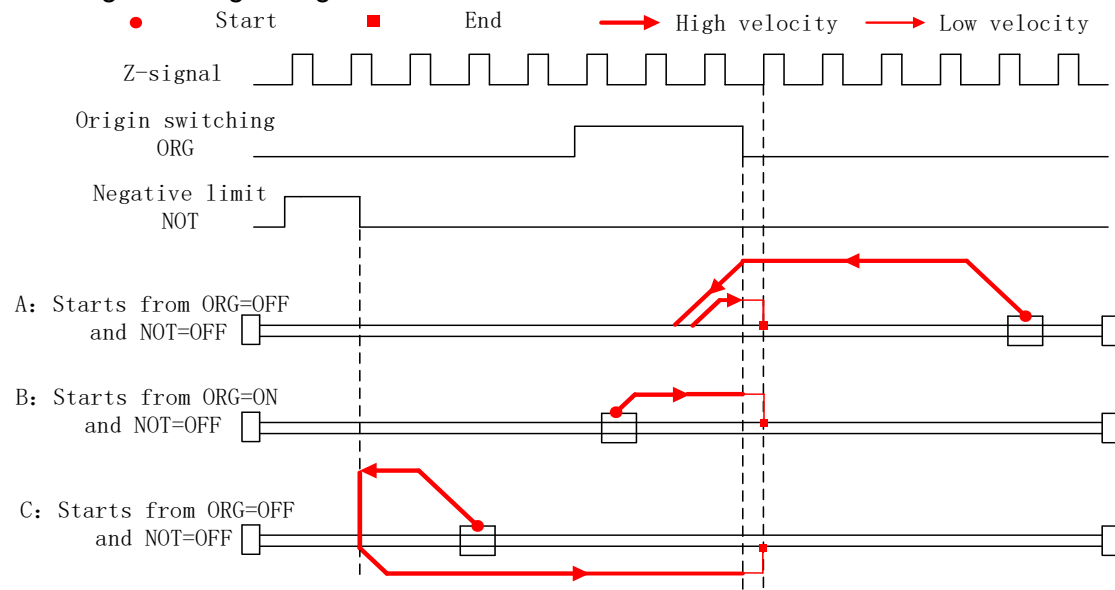 Start End High velocity Low velocity
Z-signal
Origin switching
ORG
Negative limit
NOT
A: Starts from ORG=OFF
and NOT=OFF
B: Starts from ORG=ON
and NOT=OFF
C: Starts from ORG=OFF
and NOT=OFF